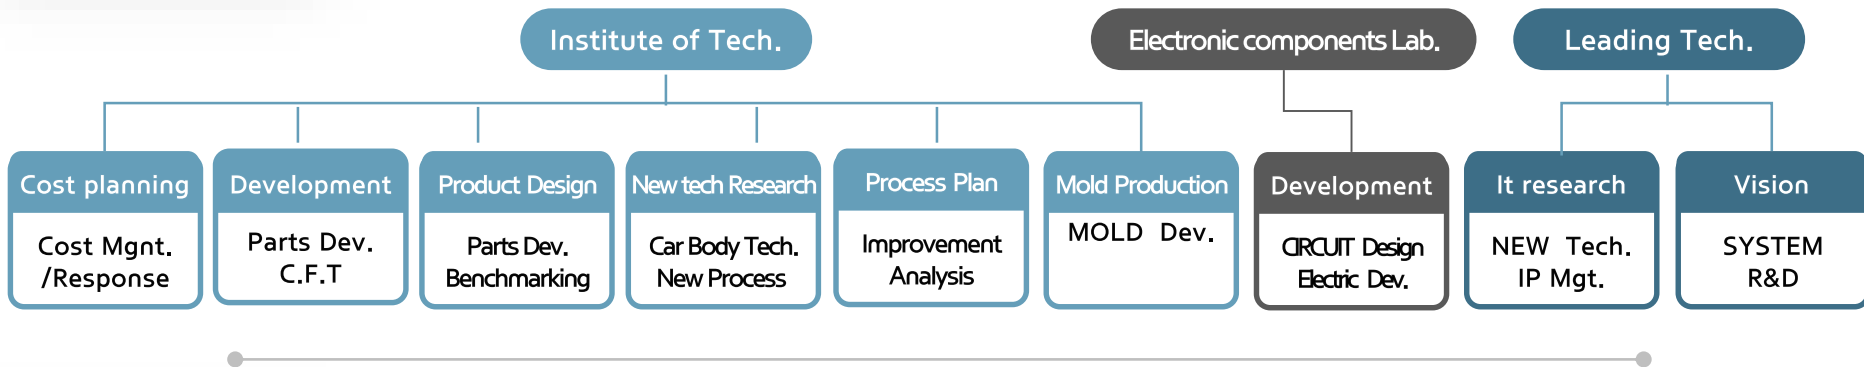 Institute of Tech.
Electronic components Lab.
Leading Tech.
Cost planning
Cost Mgnt.
/Response
Development
Parts Dev.
C.F.T
Product Design
Parts Dev.
Benchmarking
New tech Research
Car Body Tech.
New Process
Process Plan
Improvement
Analysis
Mold Production
MOLD Dev.
Development
CIRCUIT Design
Electric Dev.
It research
NEW Tech.
IP Mgt.
Vision
SYSTEM
R&D